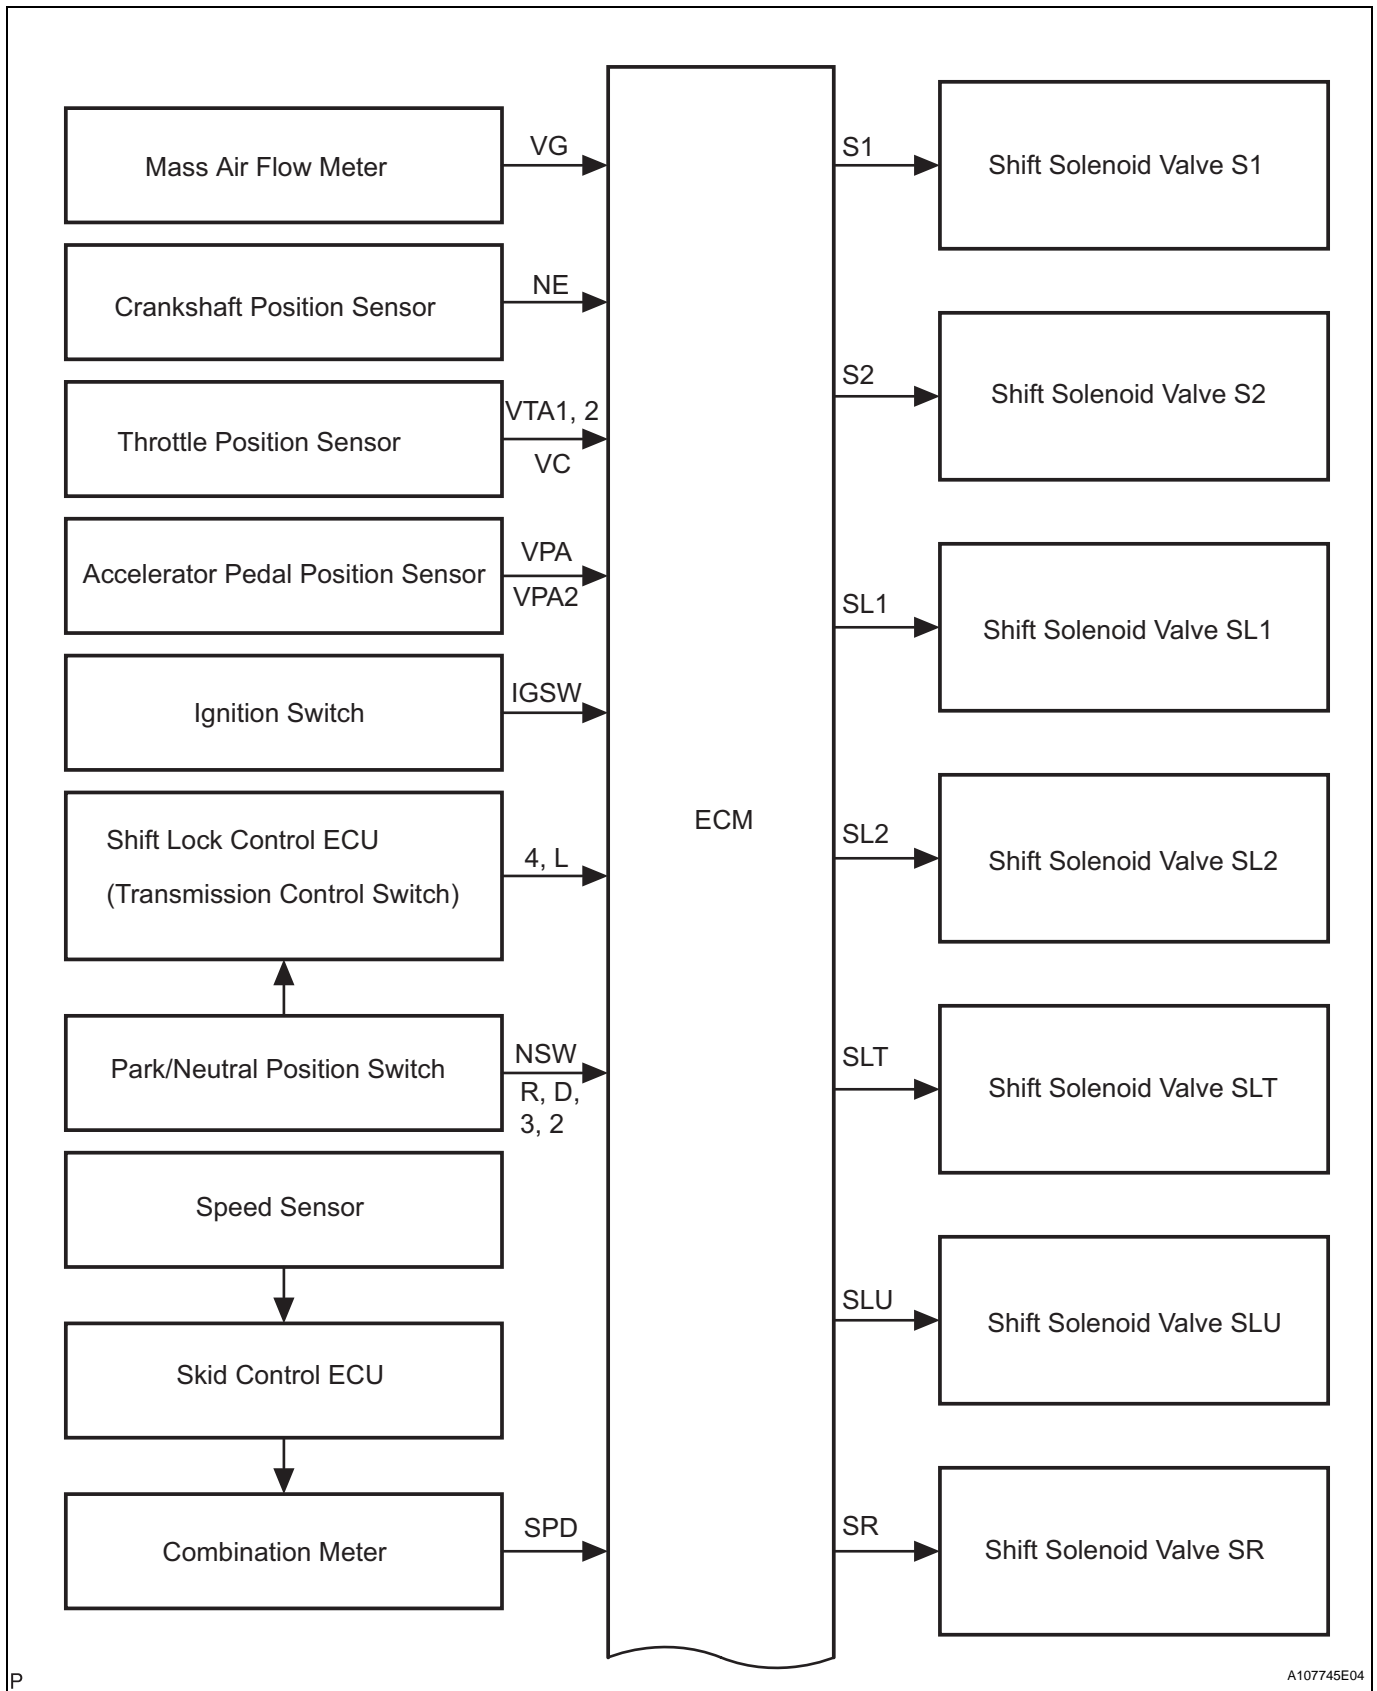 Mass Air Flow Meter
VG
Crankshaft Position Sensor
NE
Throttle Position Sensor
VTA1, 2
VC
Accelerator Pedal Position Sensor
VPA
VPA2
Ignition Switch
IGSW
Shift Lock Control ECU
(Transmission Control Switch)
4, L
Park/Neutral Position Switch
NSW
R, D,
3, 2
Speed Sensor
Skid Control ECU
Combination Meter
SPD
ECM
S1
Shift Solenoid Valve S1
S2
Shift Solenoid Valve S2
SL1
Shift Solenoid Valve SL1
SL2
Shift Solenoid Valve SL2
SLT
Shift Solenoid Valve SLT
SLU
Shift Solenoid Valve SLU
SR
Shift Solenoid Valve SR
P
A107745E04